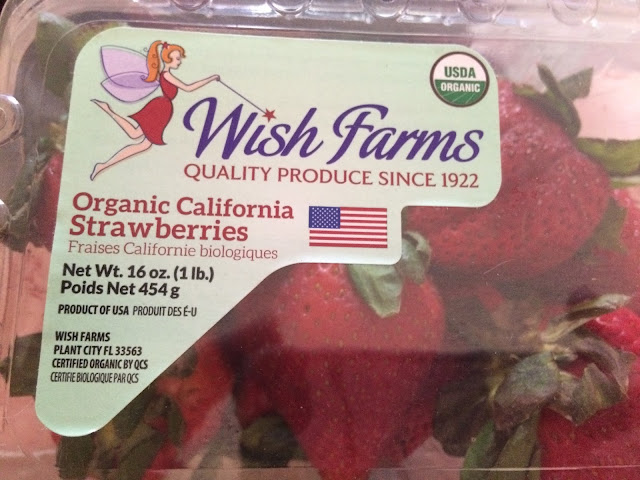 USDA
ORGANIC
Wish Farms
QUALITY PRODUCE SINCE 1922
Organic California
Strawberries
Fraises Californie biologiques
Net Wt. 16 oz. (1 lb.)
Poids Net 454 g
PRODUCT OF USA PRODUIT DES É-U
WISH FARMS
PLANT CITY FL 33563
CERTIFIED ORGANIC BY QCS
CERTIFIE BIOLOGIQUE PAR QCS